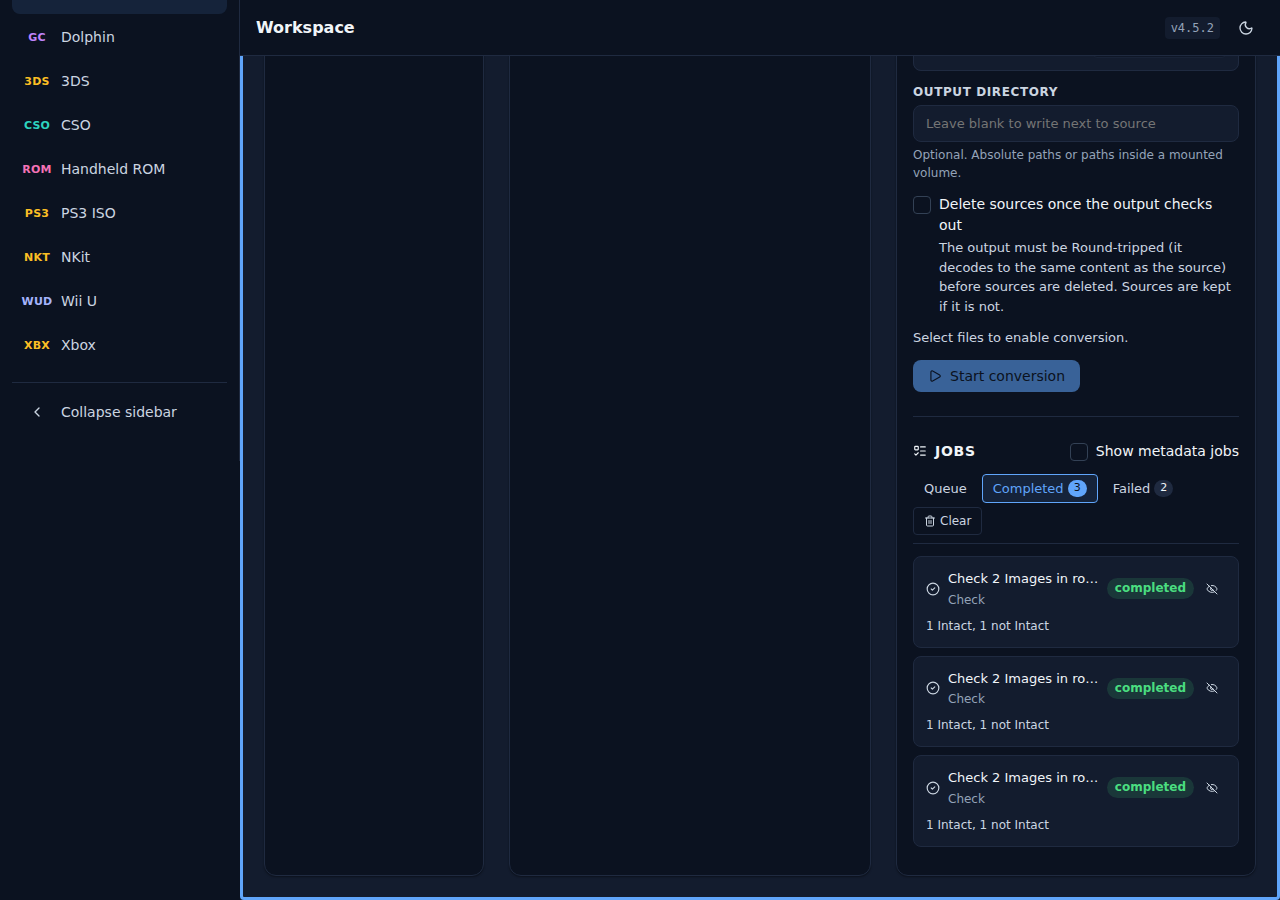 GC Dolphin
3DS 3DS
CSO CSO
ROM Handheld ROM
PS3 PS3 ISO
NKT NKit
WUD Wii U
XBX Xbox
Collapse sidebar
Workspace
v4.5.2
OUTPUT DIRECTORY
Leave blank to write next to source
Optional. Absolute paths or paths inside a mounted
volume.
Delete sources once the output checks
out
The output must be Round-tripped (it
decodes to the same content as the source)
before sources are deleted. Sources are kept
if it is not.
Select files to enable conversion.
Start conversion
JOBS
Show metadata jobs
Queue
Completed 3
Failed 2
Clear
Check 2 Images in ro...
completed
Check
1 Intact, 1 not Intact
Check 2 Images in ro...
completed
Check
1 Intact, 1 not Intact
Check 2 Images in ro...
completed
Check
1 Intact, 1 not Intact